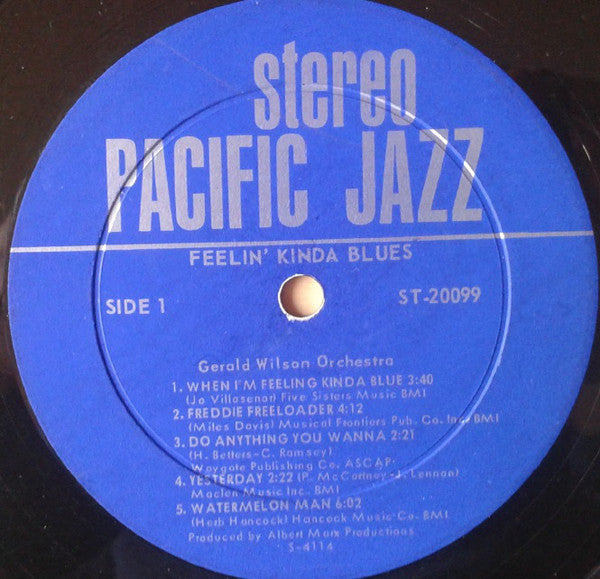 stereo
PACIFIC JAZZ
FEELIN' KINDA BLUES
SIDE 1
ST-20099
Gerald Wilson Orchestra
1. WHEN I'M FEELING KINDA BLUE 3:40
(Jo Villasenor) Five Sisters Music BMI
2. FREDDIE FREELOADER 4:12
(Miles Davis) Musical Frontiers Pub. Co. Inc. BMI
3. DO ANYTHING YOU WANNA 2:21
(H. Betters-C. Ramsey)
Waygate Publishing Co. ASCAP
4. YESTERDAY 2:22 (P. McCartney-J. Lennon)
Maclen Music Inc. BMI
5. WATERMELON MAN 6:02
(Herb Hancock) Hancock Music Co. BMI
Produced by Albert Marx Productions
S-4114